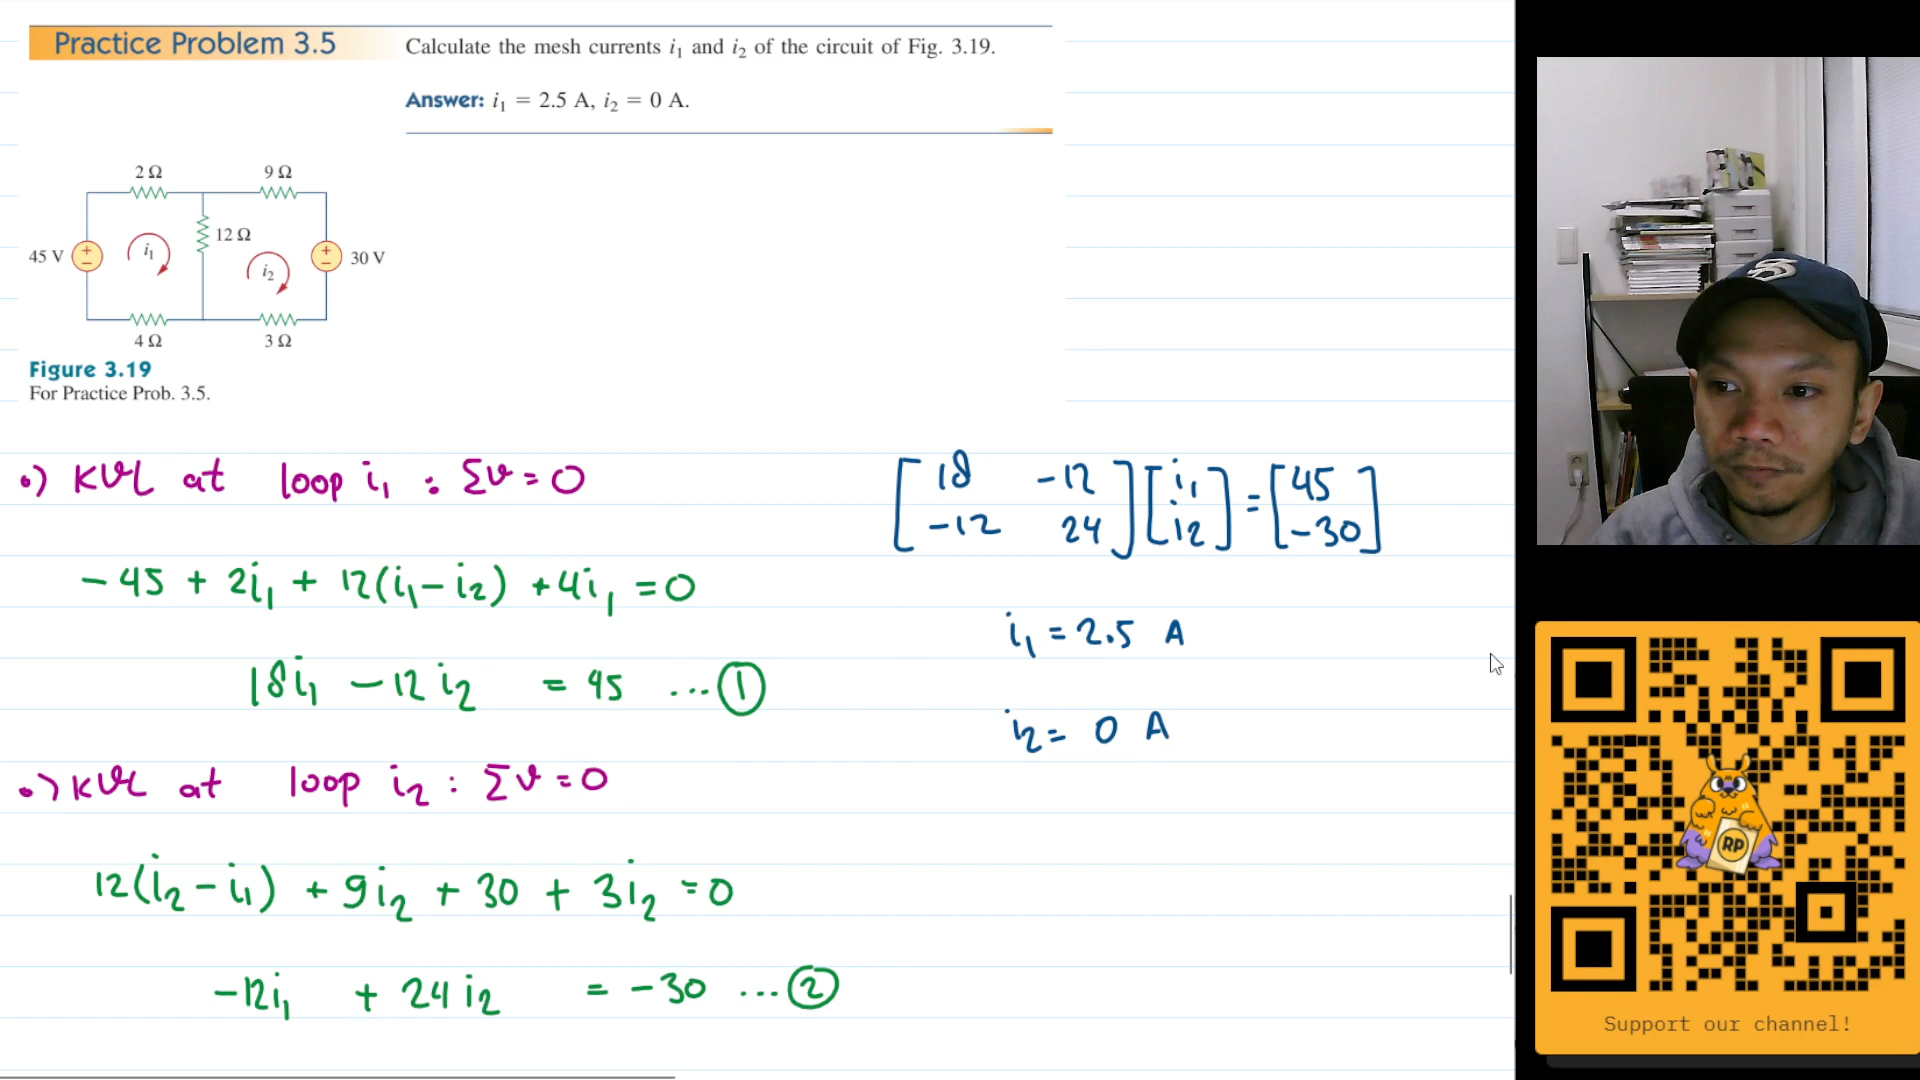 Practice Problem 3.5
Calculate the mesh currents i₁ and i₂ of the circuit of Fig. 3.19.
Answer: i₁ = 2.5 A, i₂ = 0 A.
2 Ω
9 Ω
12 Ω
45 V
+
−
i₁
i₂
+
−
30 V
4 Ω
3 Ω
Figure 3.19
For Practice Prob. 3.5.
•) KVL at loop i₁ : Σv = 0
−45 + 2i₁ + 12(i₁ − i₂) + 4i₁ = 0
18i₁ − 12i₂ = 45 ...①
•) KVL at loop i₂ : Σv = 0
12(i₂ − i₁) + 9i₂ + 30 + 3i₂ = 0
−12i₁ + 24i₂ = −30 ...②
[18 −12] [i₁] = [45]
[−12 24] [i₂] [−30]
i₁ = 2.5 A
i₂ = 0 A
RP
Support our channel!